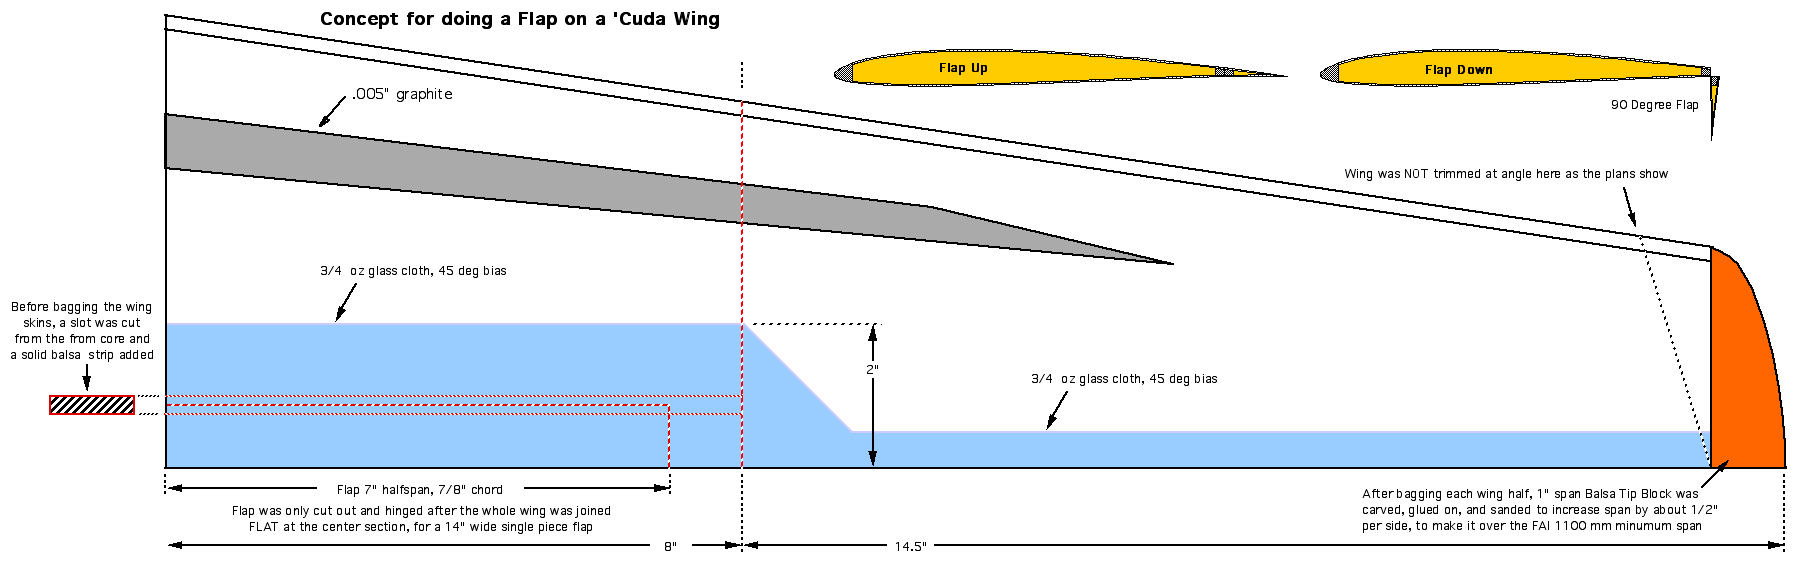 Concept for doing a Flap on a 'Cuda Wing
Flap Up
Flap Down
.005" graphite
90 Degree Flap
Wing was NOT trimmed at angle here as the plans show
3/4 oz glass cloth, 45 deg bias
Before bagging the wing
skins, a slot was cut
from the from core and
a solid balsa strip added
2"
3/4 oz glass cloth, 45 deg bias
Flap 7" halfspan, 7/8" chord
Flap was only cut out and hinged after the whole wing was joined
FLAT at the center section, for a 14" wide single piece flap
After bagging each wing half, 1" span Balsa Tip Block was
carved, glued on, and sanded to increase span by about 1/2"
per side, to make it over the FAI 1100 mm minumum span
8"
14.5"